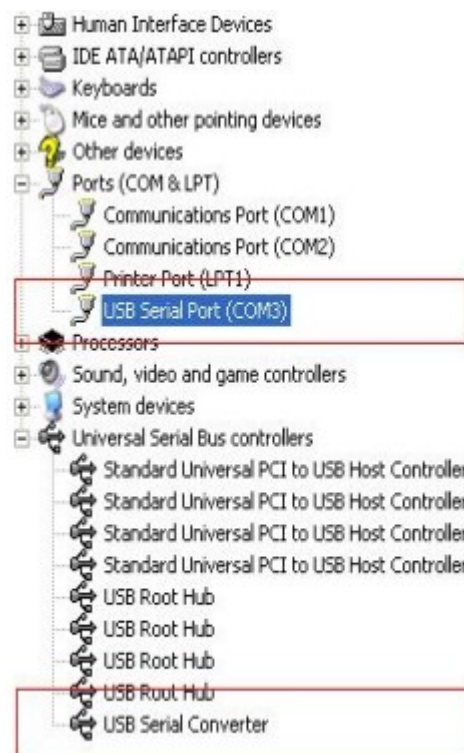 Human Interface Devices
IDE ATA/ATAPI controllers
Keyboards
Mice and other pointing devices
Other devices
Ports (COM & LPT)
Communications Port (COM1)
Communications Port (COM2)
Printer Port (LPT1)
USB Serial Port (COM3)
Processors
Sound, video and game controllers
System devices
Universal Serial Bus controllers
Standard Universal PCI to USB Host Controller
Standard Universal PCI to USB Host Controller
Standard Universal PCI to USB Host Controller
Standard Universal PCI to USB Host Controller
USB Root Hub
USB Root Hub
USB Root Hub
USB Root Hub
USB Serial Converter